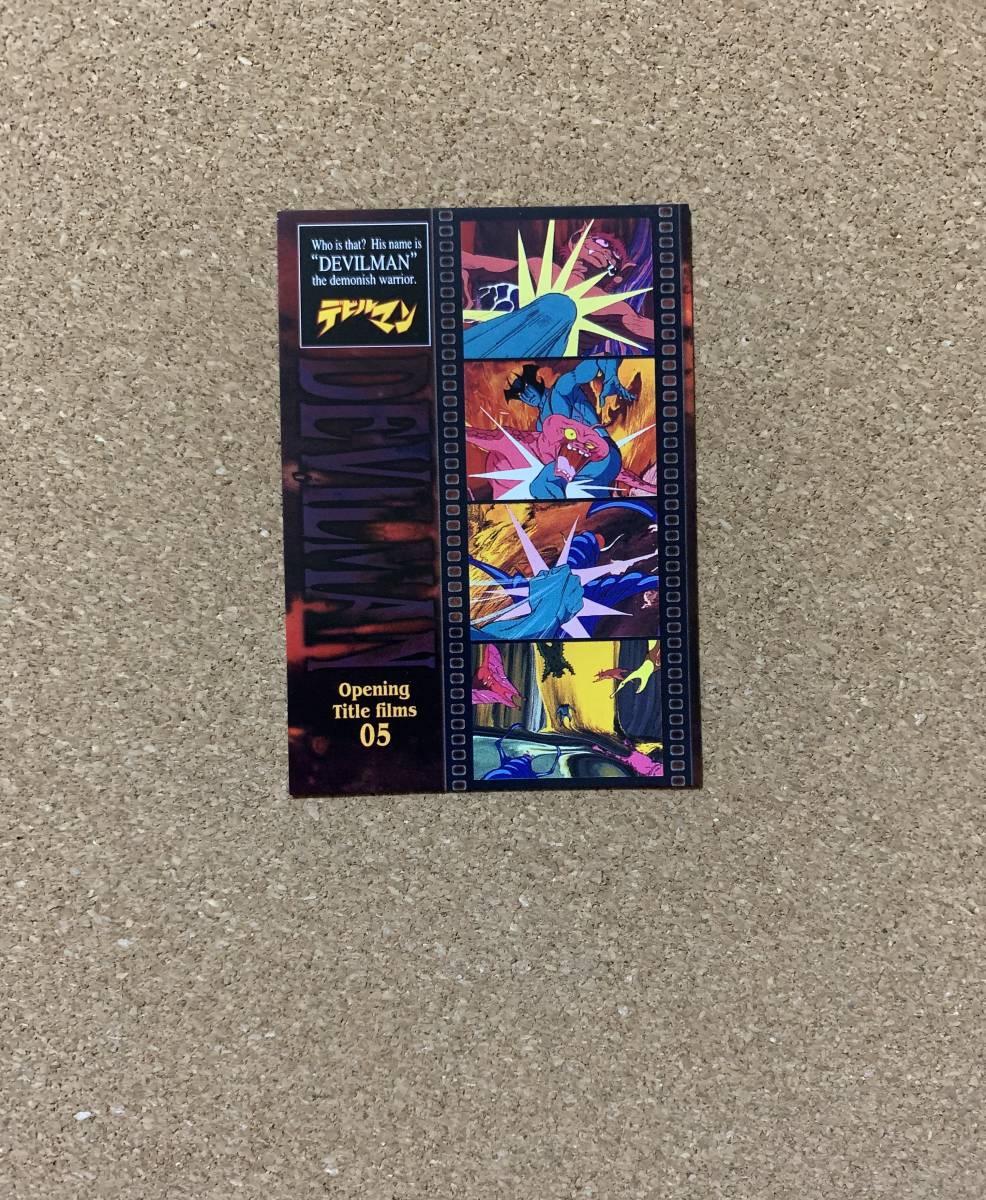 Who is that? His name is
“DEVILMAN”
the demonish warrior.
デビルマン
DEVILMAN
Opening
Title films
05